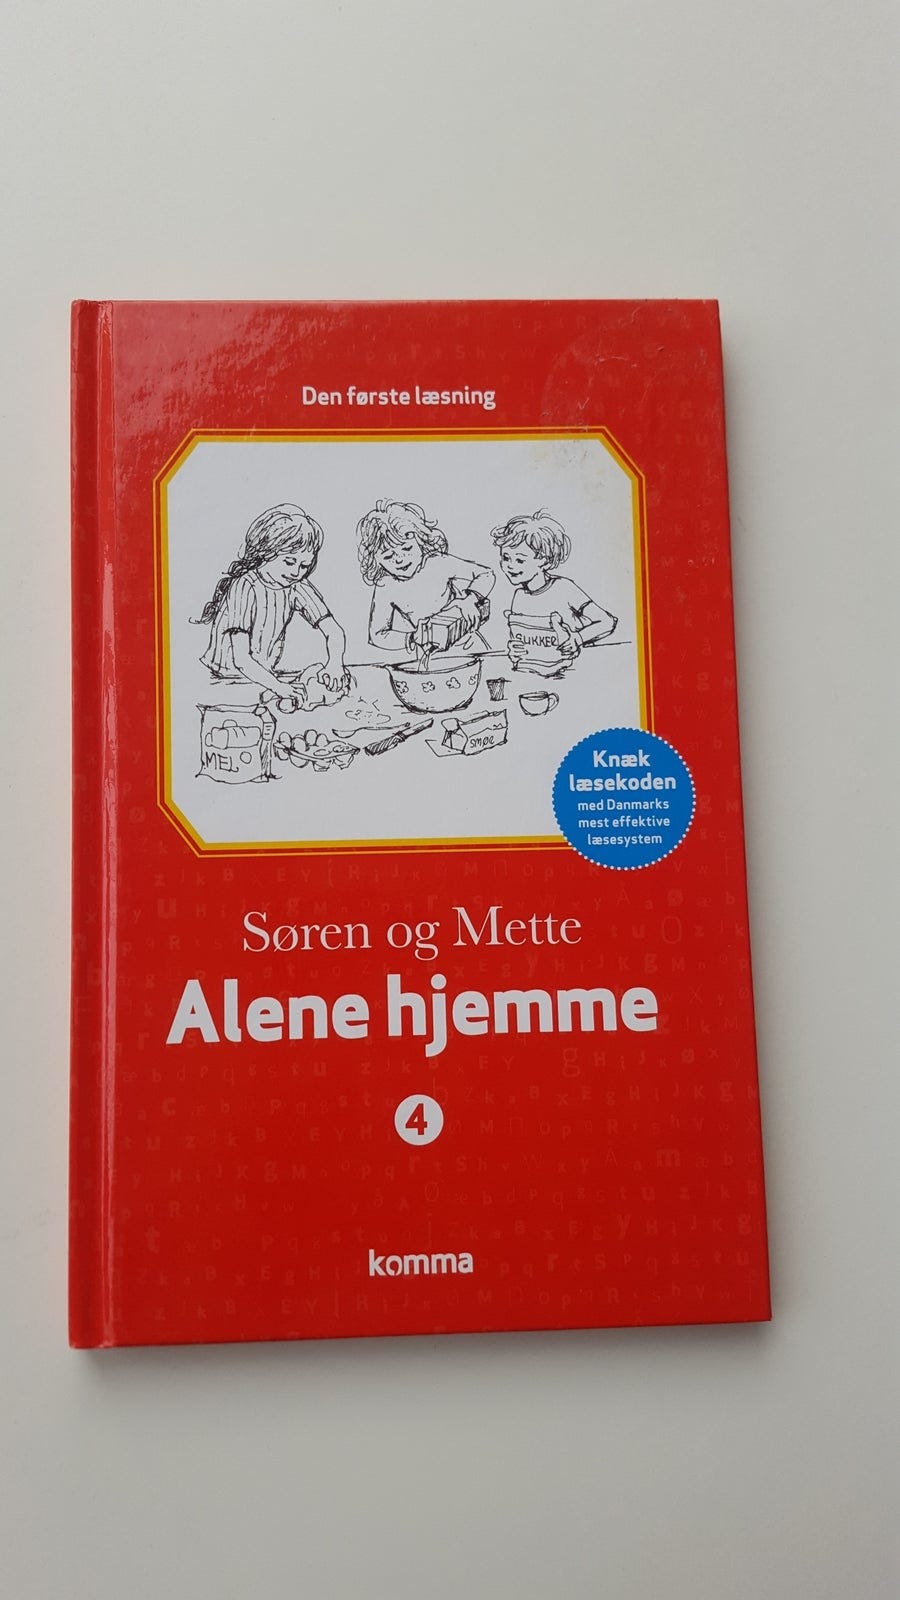 Den første læsning
SUKKER
MEL
SMØR
Knæk
læsekoden
med Danmarks
mest effektive
læsesystem
Søren og Mette
Alene hjemme
4
komma